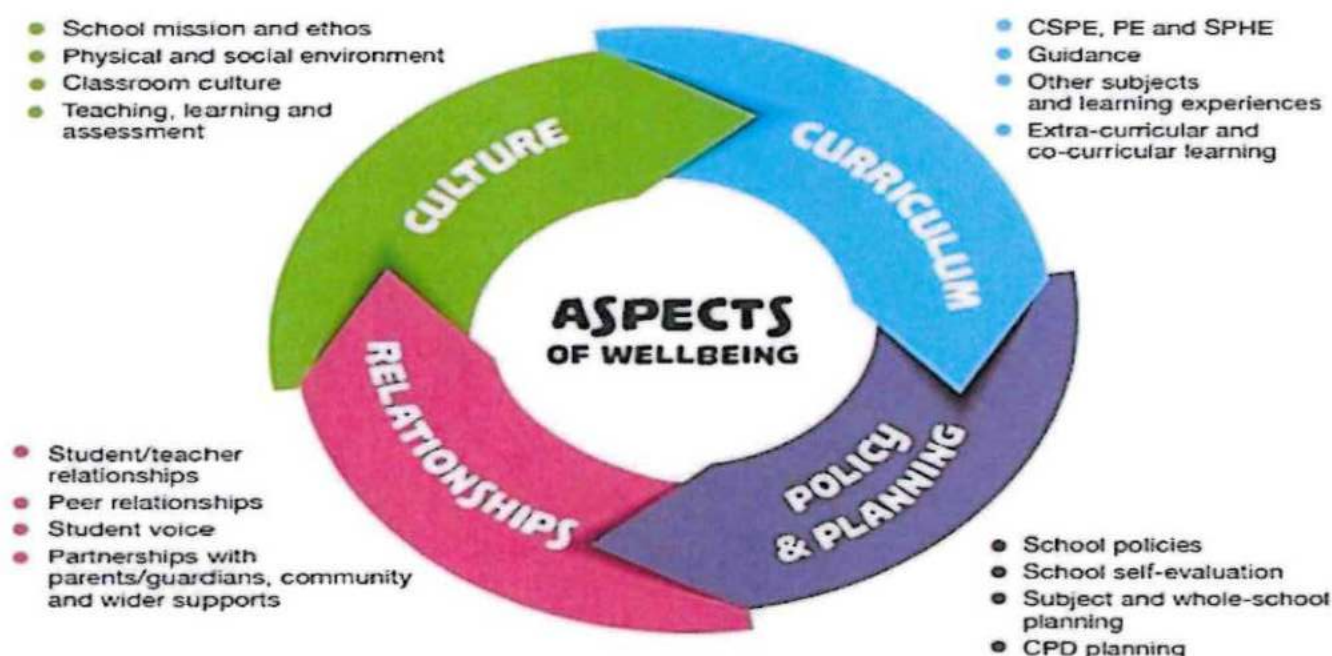 School mission and ethos
Physical and social environment
Classroom culture
Teaching, learning and
assessment
CULTURE
CSPE, PE and SPHE
Guidance
Other subjects
and learning experiences
Extra-curricular and
co-curricular learning
CURRICULUM
ASPECTS
OF WELLBEING
RELATIONSHIPS
Student/teacher
relationships
Peer relationships
Student voice
Partnerships with
parents/guardians, community
and wider supports
POLICY
& PLANNING
School policies
School self-evaluation
Subject and whole-school
planning
CPD planning